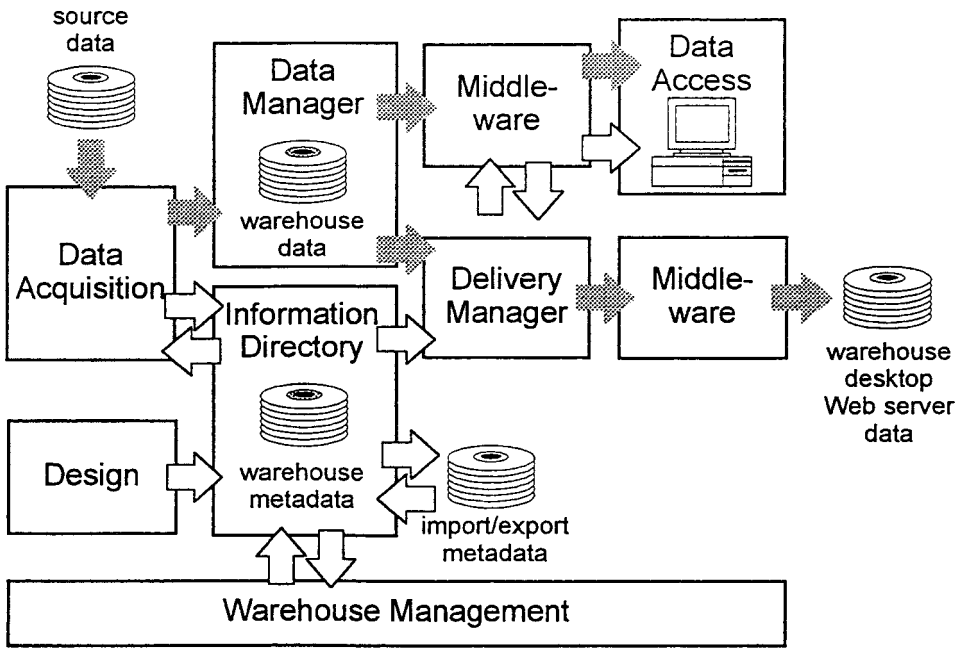 source
data
Data
Manager
warehouse
data
Middle-
ware
Data
Access
Data
Acquisition
Information
Directory
warehouse
metadata
Delivery
Manager
Middle-
ware
warehouse
desktop
Web server
data
Design
import/export
metadata
Warehouse Management